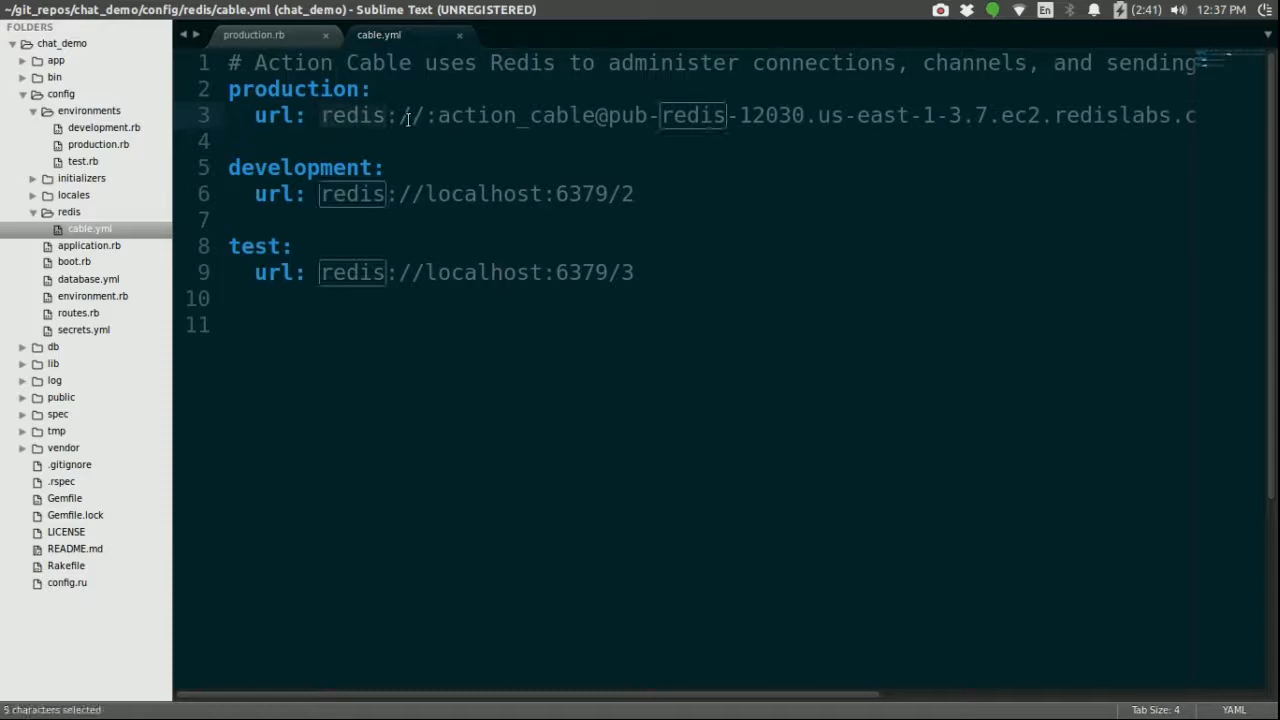 ~/git_repos/chat_demo/config/redis/cable.yml (chat_demo) - Sublime Text (UNREGISTERED)
En
(2:41)
12:37 PM
FOLDERS
chat_demo
app
bin
config
environments
development.rb
production.rb
test.rb
initializers
locales
redis
cable.yml
application.rb
boot.rb
database.yml
environment.rb
routes.rb
secrets.yml
db
lib
log
public
spec
tmp
vendor
.gitignore
.rspec
Gemfile
Gemfile.lock
LICENSE
README.md
Rakefile
config.ru
production.rb
cable.yml
1 # Action Cable uses Redis to administer connections, channels, and sending
2 production:
3 url: redis://:action_cable@pub-redis-12030.us-east-1-3.7.ec2.redislabs.c
4
5 development:
6 url: redis://localhost:6379/2
7
8 test:
9 url: redis://localhost:6379/3
10
11
5 characters selected
Tab Size: 4
YAML